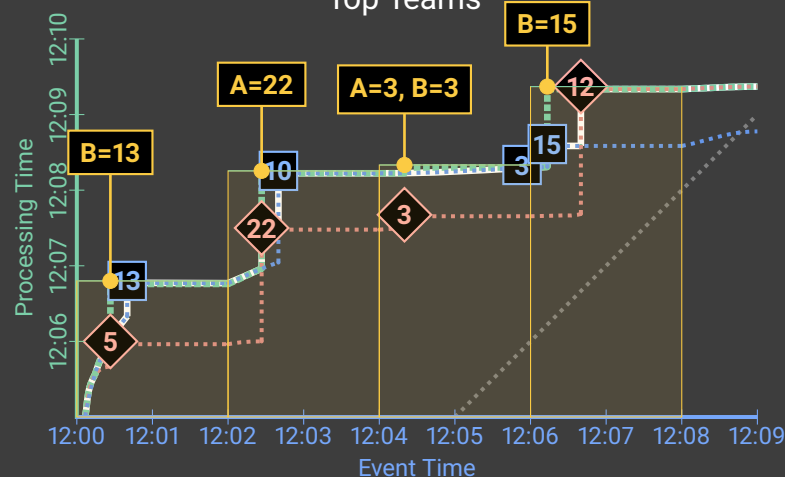 Top Teams
B=15
A=22
A=3, B=3
B=13
12:10
12:09
12:08
12:07
12:06
Processing Time
12
15
3
10
22
3
13
5
12:00 12:01 12:02 12:03 12:04 12:05 12:06 12:07 12:08 12:09
Event Time